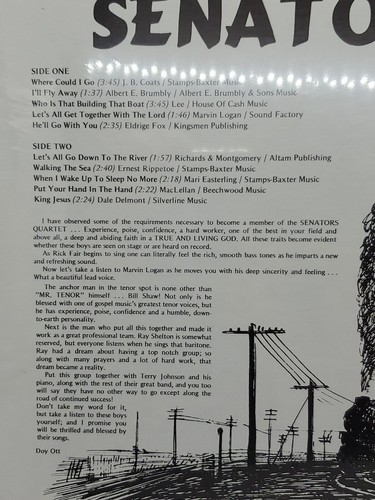 SENATO
SIDE ONE
Where Could I Go (3:45) J. B. Coats / Stamps-Baxter Music
I'll Fly Away (1:37) Albert E. Brumbly / Albert E. Brumbly & Sons Music
Who Is That Building That Boat (3:45) Lee / House Of Cash Music
Let's All Get Together With The Lord (1:46) Marvin Logan / Sound Factory
He'll Go With You (2:35) Eldrige Fox / Kingsmen Publishing
SIDE TWO
Let's All Go Down To The River (1:57) Richards & Montgomery / Altam Publishing
Walking The Sea (2:40) Ernest Rippetoe / Stamps-Baxter Music
When I Wake Up To Sleep No More (2:18) Mari Easterling / Stamps-Baxter Music
Put Your Hand In The Hand (2:22) MacLellan / Beechwood Music
King Jesus (2:24) Dale Delmont / Silverline Music
I have observed some of the requirements necessary to become a member of the SENATORS
QUARTET . . . Experience, poise, confidence, a hard worker, one of the best in your field and
above all, a deep and abiding faith in a TRUE AND LIVING GOD. All these traits become evident
whether these boys are seen on stage or are heard on record.
As Rick Fair begins to sing one can literally feel the rich, smooth bass tones as he imparts a new
and refreshing sound.
Now let's take a listen to Marvin Logan as he moves you with his deep sincerity and feeling . . .
What a beautiful lead voice.
The anchor man in the tenor spot is none other than
"MR. TENOR" himself . . . Bill Shaw! Not only is he
blessed with one of gospel music's greatest tenor voices, but
he has experience, poise, confidence and a humble, down-
to-earth personality.
Next is the man who put all this together and made it
work as a great professional team. Ray Shelton is somewhat
reserved, but everyone listens when he sings that baritone.
Ray had a dream about having a top notch group; so
along with many prayers and a lot of hard work, that
dream became a reality.
Put this group together with Terry Johnson and his
piano, along with the rest of their great band, and you too
will say they have no other way to go except along the
road of continued success!
Don't take my word for it,
but take a listen to these boys
yourself; and I promise you
will be thrilled and blessed by
their songs.
Doy Ott